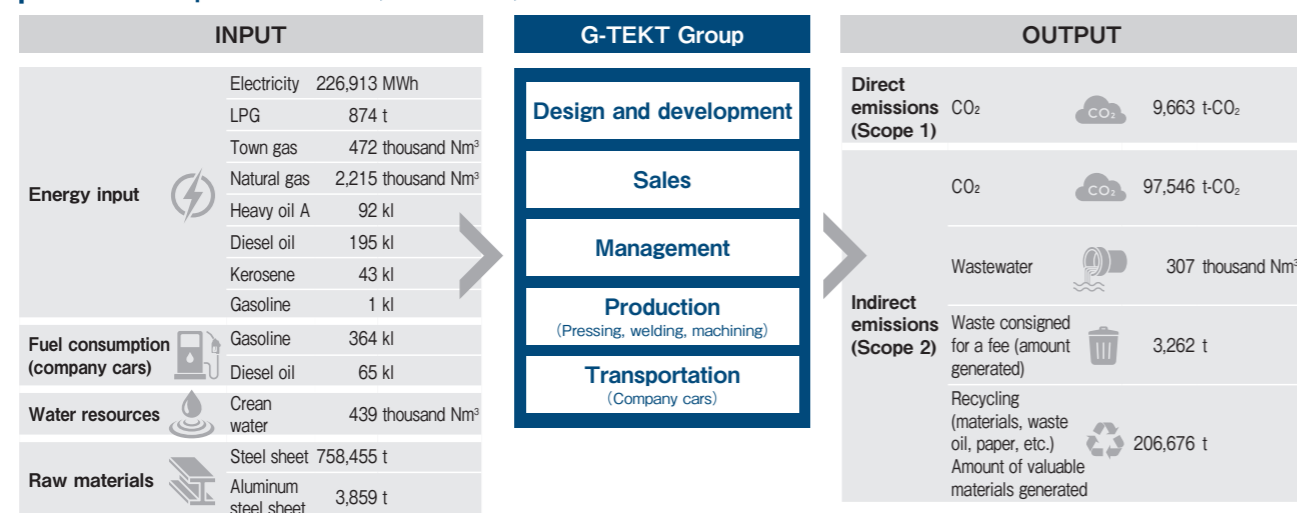 INPUT
Energy input
Electricity 226,913 MWh
LPG 874 t
Town gas 472 thousand Nm³
Natural gas 2,215 thousand Nm³
Heavy oil A 92 kl
Diesel oil 195 kl
Kerosene 43 kl
Gasoline 1 kl
Fuel consumption
(company cars)
Gasoline 364 kl
Diesel oil 65 kl
Water resources
Crean
water
439 thousand Nm³
Raw materials
Steel sheet 758,455 t
Aluminum
steel sheet
3,859 t
G-TEKT Group
Design and development
Sales
Management
Production
(Pressing, welding, machining)
Transportation
(Company cars)
OUTPUT
Direct
emissions
(Scope 1)
CO₂ CO₂ 9,663 t-CO₂
Indirect
emissions
(Scope 2)
CO₂ CO₂ 97,546 t-CO₂
Wastewater 307 thousand Nm³
Waste consigned
for a fee (amount
generated)
3,262 t
Recycling
(materials, waste
oil, paper, etc.)
Amount of valuable
materials generated
206,676 t